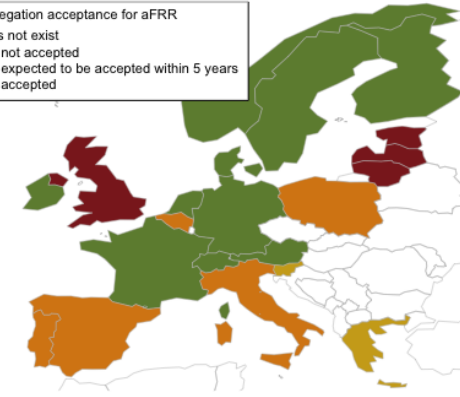 egation acceptance for aFRR
s not exist
not accepted
expected to be accepted within 5 years
accepted